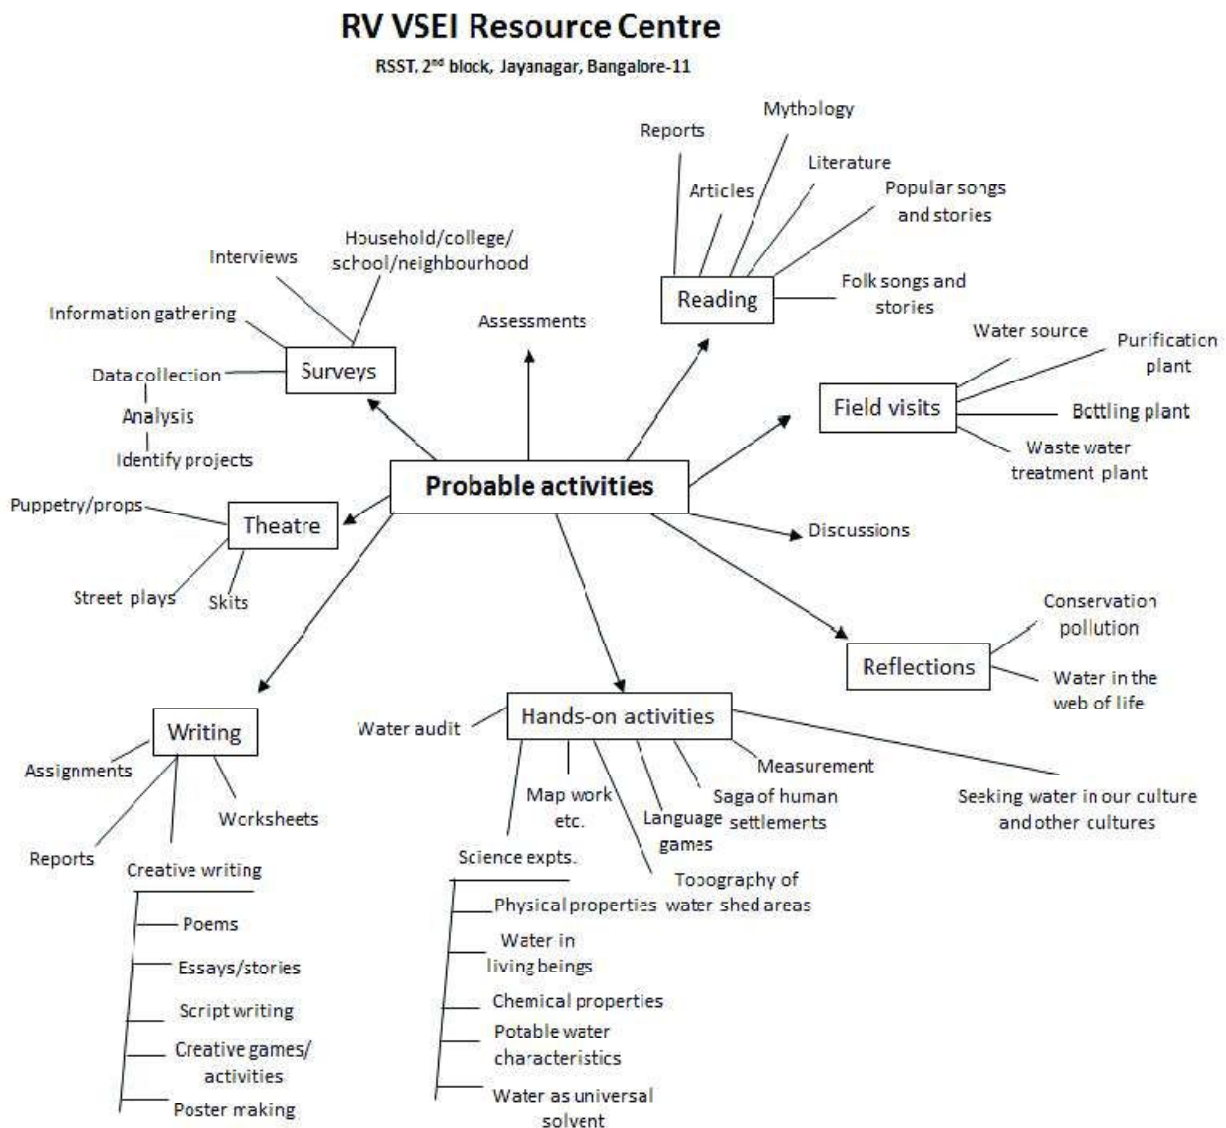 RV VSEI Resource Centre
RSST, 2nd block, Jayanagar, Bangalore-11
Mythology
Reports
Literature
Articles
Popular songs
and stories
Household/college/
school/neighbourhood
Interviews
Reading
Folk songs and
stories
Information gathering
Assessments
Water source
Purification
plant
Surveys
Data collection
Field visits
Bottling plant
Analysis
Waste water
treatment plant
Identify projects
Probable activities
Puppetry/props
Theatre
Discussions
Street plays
Skits
Conservation
pollution
Reflections
Water in the
web of life
Writing
Water audit
Hands-on activities
Assignments
Measurement
Map work
etc.
Saga of human
settlements
Seeking water in our culture
and other cultures
Worksheets
Language
games
Reports
Creative writing
Science expts.
Topography of
water shed areas
Physical properties
Poems
Water in
living beings
Essays/stories
Chemical properties
Script writing
Potable water
characteristics
Creative games/
activities
Water as universal
solvent
Poster making